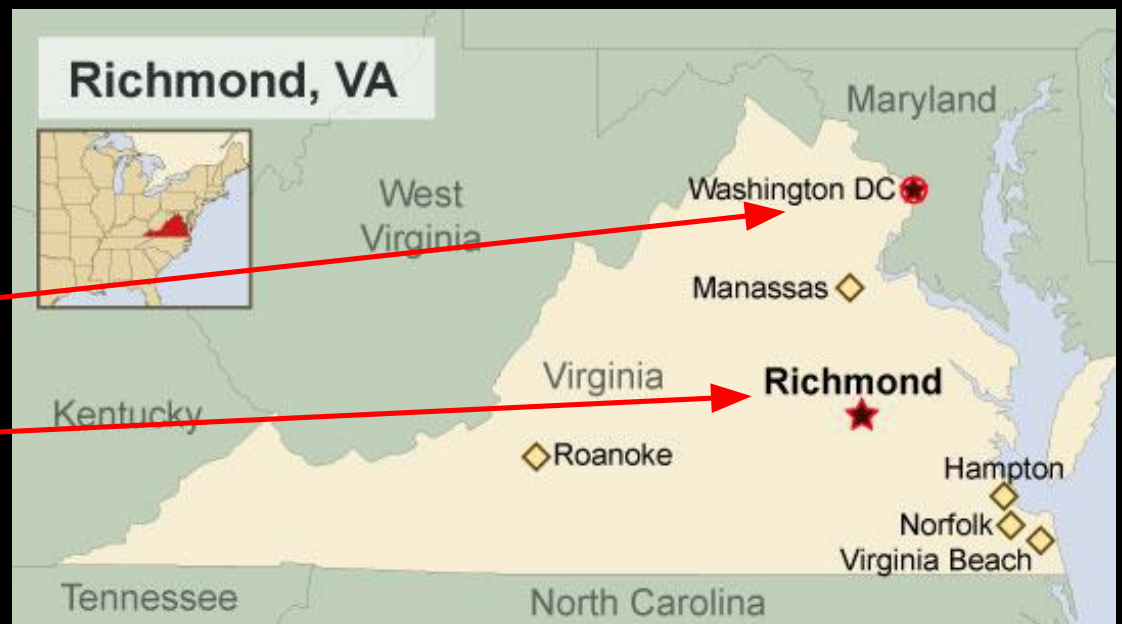 Richmond, VA
Maryland
West
Virginia
Washington DC
Manassas
Virginia
Richmond
Kentucky
Roanoke
Hampton
Norfolk
Virginia Beach
Tennessee
North Carolina